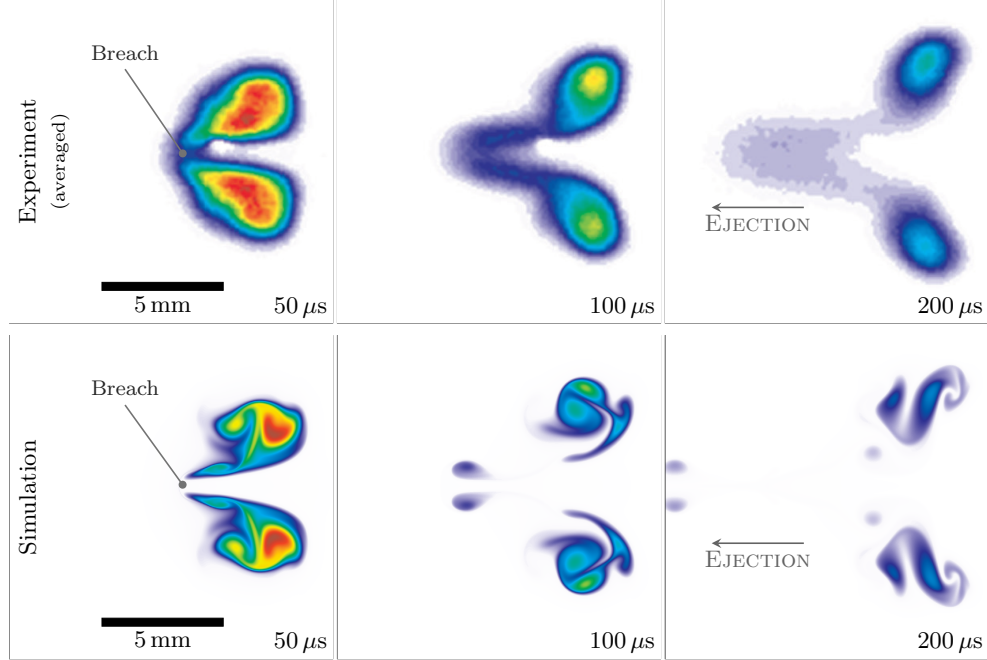 Experiment
(averaged)
Breach
5 mm
50 μs
100 μs
EJECTION
200 μs
Simulation
Breach
5 mm
50 μs
100 μs
EJECTION
200 μs